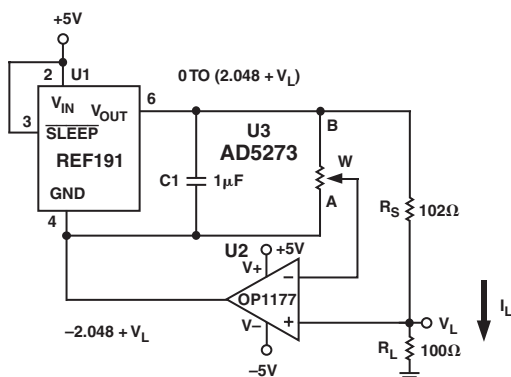 +5V
2 U1
V_IN
V_OUT
6
0 TO (2.048 + V_L)
3
SLEEP
REF191
GND
4
C1
1µF
U3
AD5273
B
W
A
R_S 102Ω
U2
+5V
V+
−
OP1177
+
V−
−5V
−2.048 + V_L
V_L
I_L
R_L 100Ω